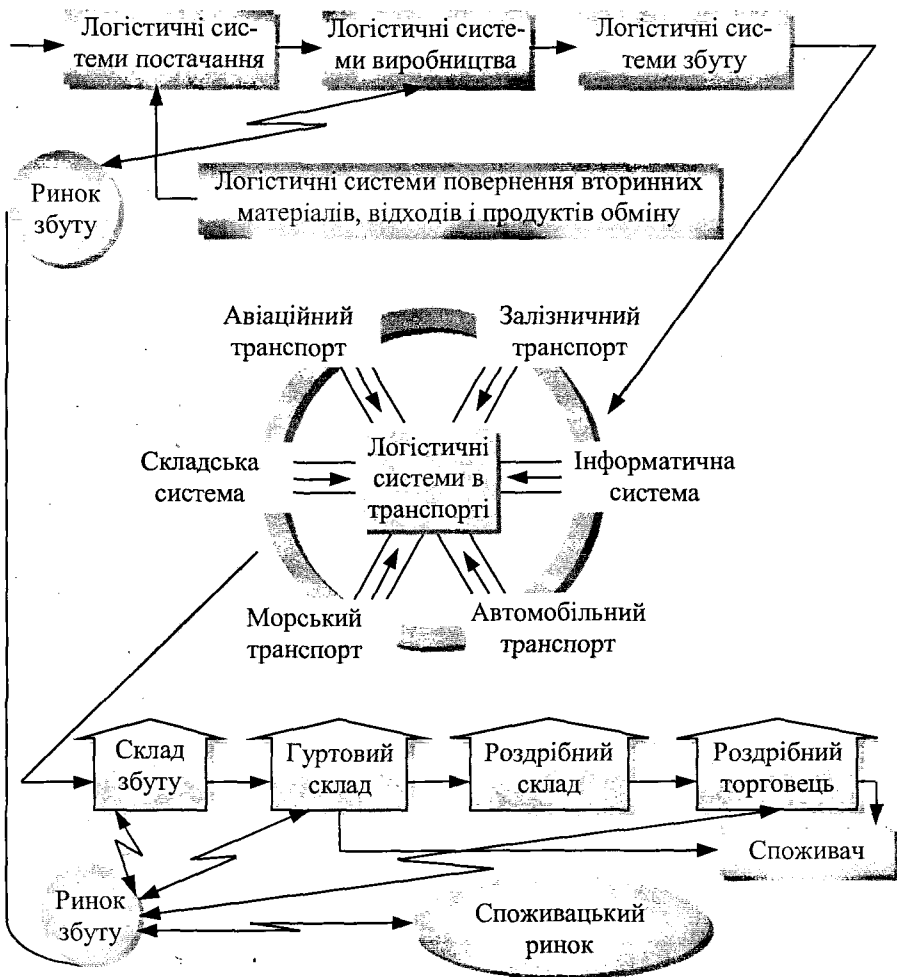 Логістичні сис-
теми постачання
Логістичні систе-
ми виробництва
Логістичні сис-
теми збуту
Ринок
збуту
Логістичні системи повернення вторинних
матеріалів, відходів і продуктів обміну
Авіаційний
транспорт
Залізничний
транспорт
Складська
система
Логістичні
системи в
транспорті
Інформатична
система
Морський
транспорт
Автомобільний
транспорт
Склад
збуту
Гуртовий
склад
Роздрібний
склад
Роздрібний
торговець
Споживач
Ринок
збуту
Споживацький
ринок